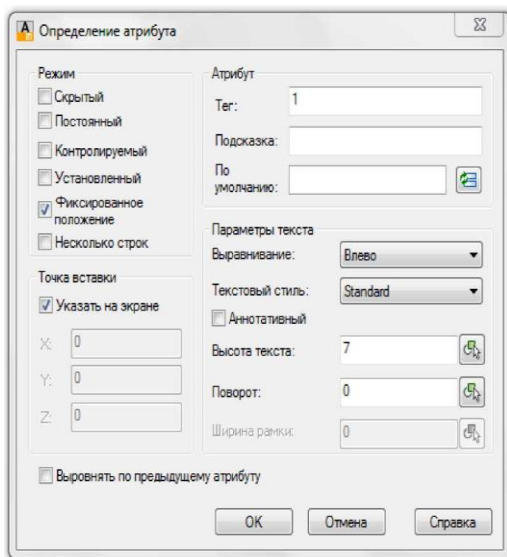 Определение атрибута
Режим
Скрытый
Постоянный
Контролируемый
Установленный
Фиксированное
положение
Несколько строк
Точка вставки
Указать на экране
X: 0
Y: 0
Z: 0
Атрибут
Тег: 1
Подсказка:
По
умолчанию:
Параметры текста
Выравнивание: Влево
Текстовый стиль: Standard
Аннотативный
Высота текста: 7
Поворот: 0
Ширина рамки: 0
Выровнять по предыдущему атрибуту
OK Отмена Справка